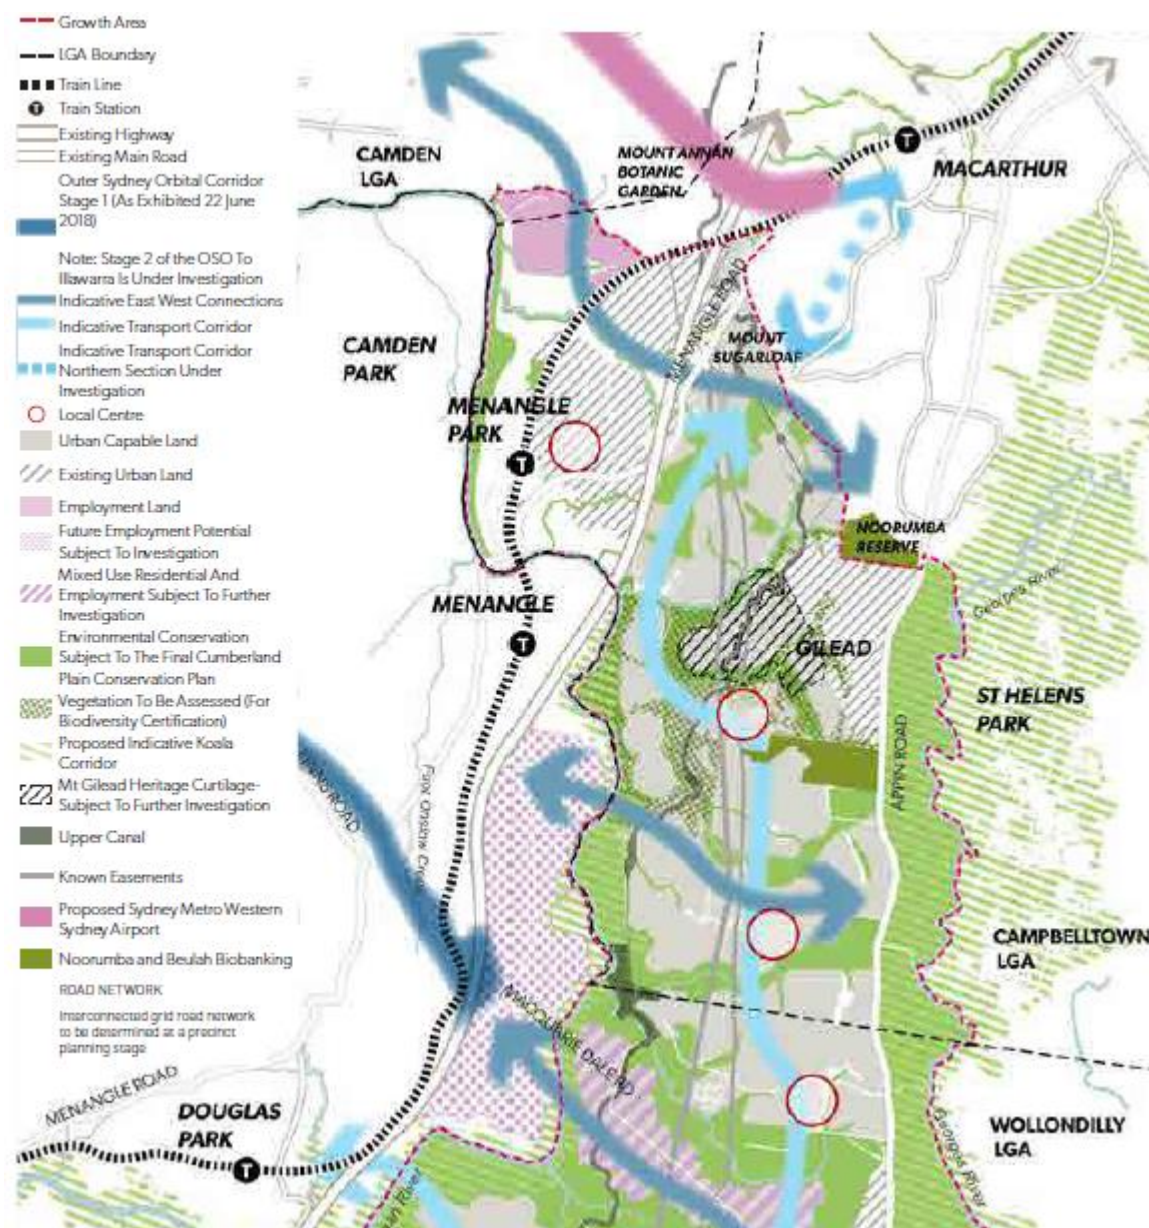 Growth Area
LGA Boundary
Train Line
Train Station
Existing Highway
Existing Main Road
Outer Sydney Orbital Corridor
Stage 1 (As Exhibited 22 June
2018)
Note: Stage 2 of the OSO To
Illawarra Is Under Investigation
Indicative East West Connections
Indicative Transport Corridor
Indicative Transport Corridor
Northern Section Under
Investigation
Local Centre
Urban Capable Land
Existing Urban Land
Employment Land
Future Employment Potential
Subject To Investigation
Mixed Use Residential And
Employment Subject To Further
Investigation
Environmental Conservation
Subject To The Final Cumberland
Plain Conservation Plan
Vegetation To Be Assessed (For
Biodiversity Certification)
Proposed Indicative Koala
Corridor
Mt Gilead Heritage Curtilage-
Subject To Further Investigation
Upper Canal
Known Easements
Proposed Sydney Metro Western
Sydney Airport
Noorumba and Beulah Biobanking
ROAD NETWORK
Interconnected grid road network
to be determined at a precinct
planning stage
CAMDEN
LGA
MOUNT ANNAN
BOTANIC
GARDEN
T
MACARTHUR
MENANGLE ROAD
MOUNT
SUGARLOAF
CAMDEN
PARK
MENANGLE
PARK
T
NOORUMBA
RESERVE
Georges River
MENANGLE
T
GILEAD
ST HELENS
PARK
APPIN ROAD
ROAD
CAMPBELLTOWN
LGA
MACQUARIE DALE RD
MENANGLE ROAD
DOUGLAS
PARK
T
Georges River
WOLLONDILLY
LGA
River